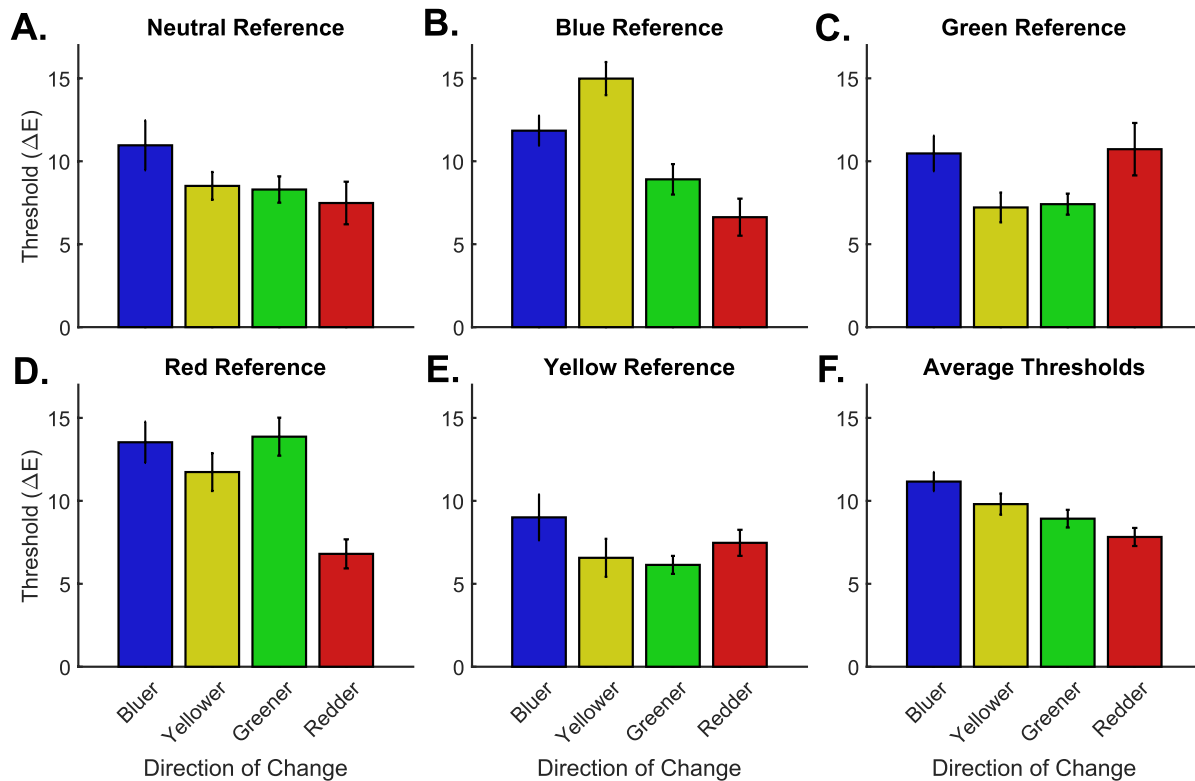 A. Neutral Reference
B. Blue Reference
C. Green Reference
Threshold (ΔE)
15
10
5
0
15
10
5
0
15
10
5
0
D. Red Reference
E. Yellow Reference
F. Average Thresholds
Threshold (ΔE)
15
10
5
0
15
10
5
0
15
10
5
0
Bluer
Yellower
Greener
Redder
Bluer
Yellower
Greener
Redder
Bluer
Yellower
Greener
Redder
Direction of Change
Direction of Change
Direction of Change